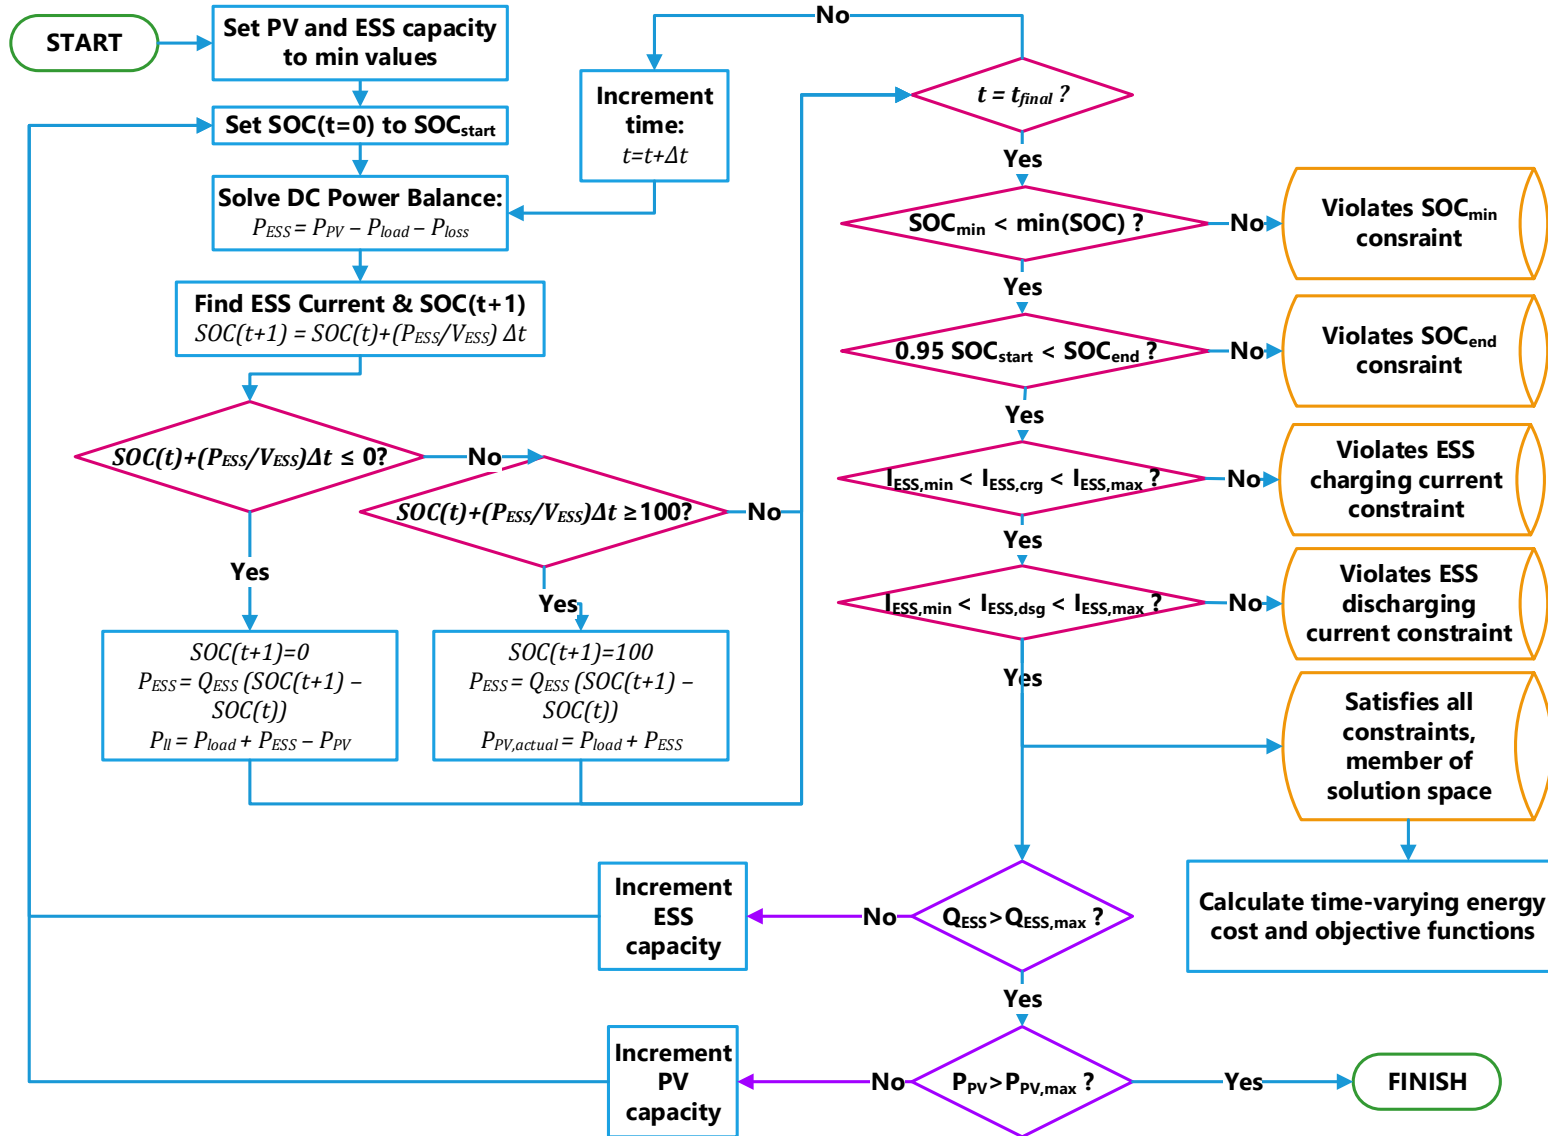 START
Set PV and ESS capacity
to min values
Set SOC(t=0) to SOCstart
Solve DC Power Balance:
PESS = PPV – Pload – Ploss
Find ESS Current & SOC(t+1)
SOC(t+1) = SOC(t)+(PESS/VESS) Δt
SOC(t)+(PESS/VESS)Δt ≤ 0?
No
SOC(t)+(PESS/VESS)Δt ≥100?
No
Yes
Yes
SOC(t+1)=0
PESS = QESS (SOC(t+1) –
SOC(t))
Pll = Pload + PESS – PPV
SOC(t+1)=100
PESS = QESS (SOC(t+1) –
SOC(t))
PPV,actual = Pload + PESS
No
Increment
time:
t=t+Δt
t = tfinal ?
Yes
SOCmin < min(SOC) ?
No
Violates SOCmin
consraint
Yes
0.95 SOCstart < SOCend ?
No
Violates SOCend
consraint
Yes
IESS,min < IESS,crg < IESS,max ?
No
Violates ESS
charging current
constraint
Yes
IESS,min < IESS,dsg < IESS,max ?
No
Violates ESS
discharging
current constraint
Yes
Satisfies all
constraints,
member of
solution space
Calculate time-varying energy
cost and objective functions
QESS>QESS,max ?
No
Increment
ESS
capacity
Yes
PPV>PPV,max ?
No
Increment
PV
capacity
Yes
FINISH